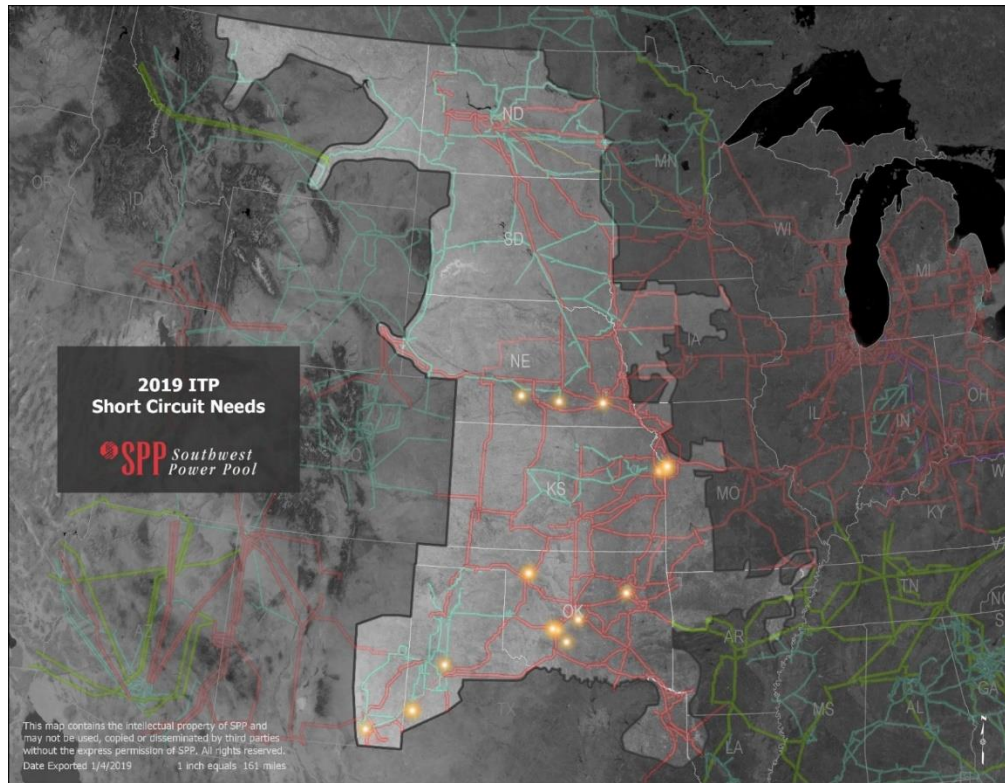 ND
MN
OR
ID
SD
WI
MI
NE
IA
2019 ITP
Short Circuit Needs
SPP Southwest
Power Pool
IL
IN
OH
CO
KS
MO
KY
TN
OK
AR
MS
AL
GA
LA
This map contains the intellectual property of SPP and
may not be used, copied or disseminated by third parties
without the express permission of SPP. All rights reserved.
Date Exported 1/4/2019 1 inch equals 161 miles
N